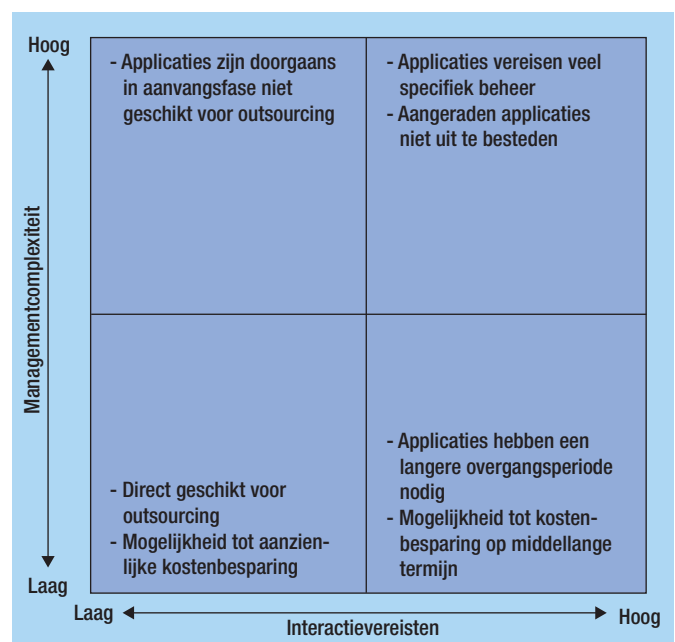 Hoog
- Applicaties zijn doorgaans
in aanvangsfase niet
geschikt voor outsourcing
- Applicaties vereisen veel
specifiek beheer
- Aangeraden applicaties
niet uit te besteden
Managementcomplexiteit
- Direct geschikt voor
outsourcing
- Mogelijkheid tot aanzien-
lijke kostenbesparing
- Applicaties hebben een
langere overgangsperiode
nodig
- Mogelijkheid tot kosten-
besparing op middellange
termijn
Laag
Laag
Interactievereisten
Hoog